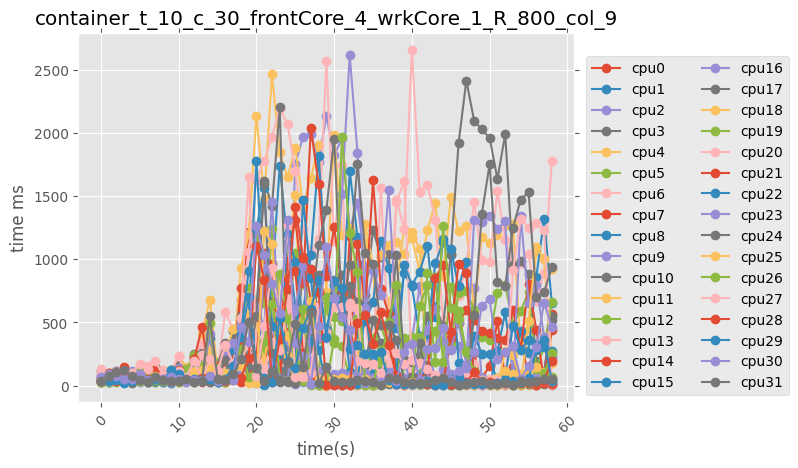 container_t_10_c_30_frontCore_4_wrkCore_1_R_800_col_9
time ms
2500
2000
1500
1000
500
0
0
10
20
30
40
50
60
time(s)
cpu0
cpu1
cpu2
cpu3
cpu4
cpu5
cpu6
cpu7
cpu8
cpu9
cpu10
cpu11
cpu12
cpu13
cpu14
cpu15
cpu16
cpu17
cpu18
cpu19
cpu20
cpu21
cpu22
cpu23
cpu24
cpu25
cpu26
cpu27
cpu28
cpu29
cpu30
cpu31